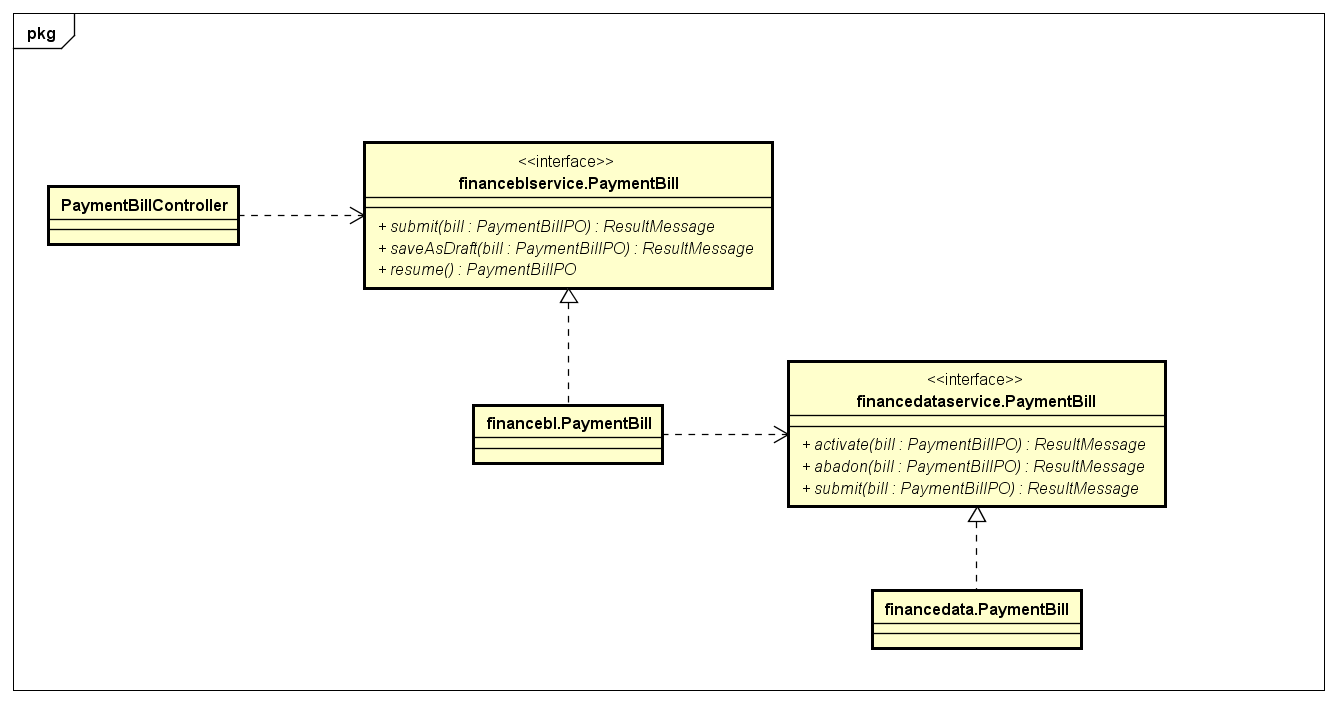 pkg
PaymentBillController
<<interface>>
financeblservice.PaymentBill
+ submit(bill : PaymentBillPO) : ResultMessage
+ saveAsDraft(bill : PaymentBillPO) : ResultMessage
+ resume() : PaymentBillPO
financebl.PaymentBill
<<interface>>
financedataservice.PaymentBill
+ activate(bill : PaymentBillPO) : ResultMessage
+ abadon(bill : PaymentBillPO) : ResultMessage
+ submit(bill : PaymentBillPO) : ResultMessage
financedata.PaymentBill